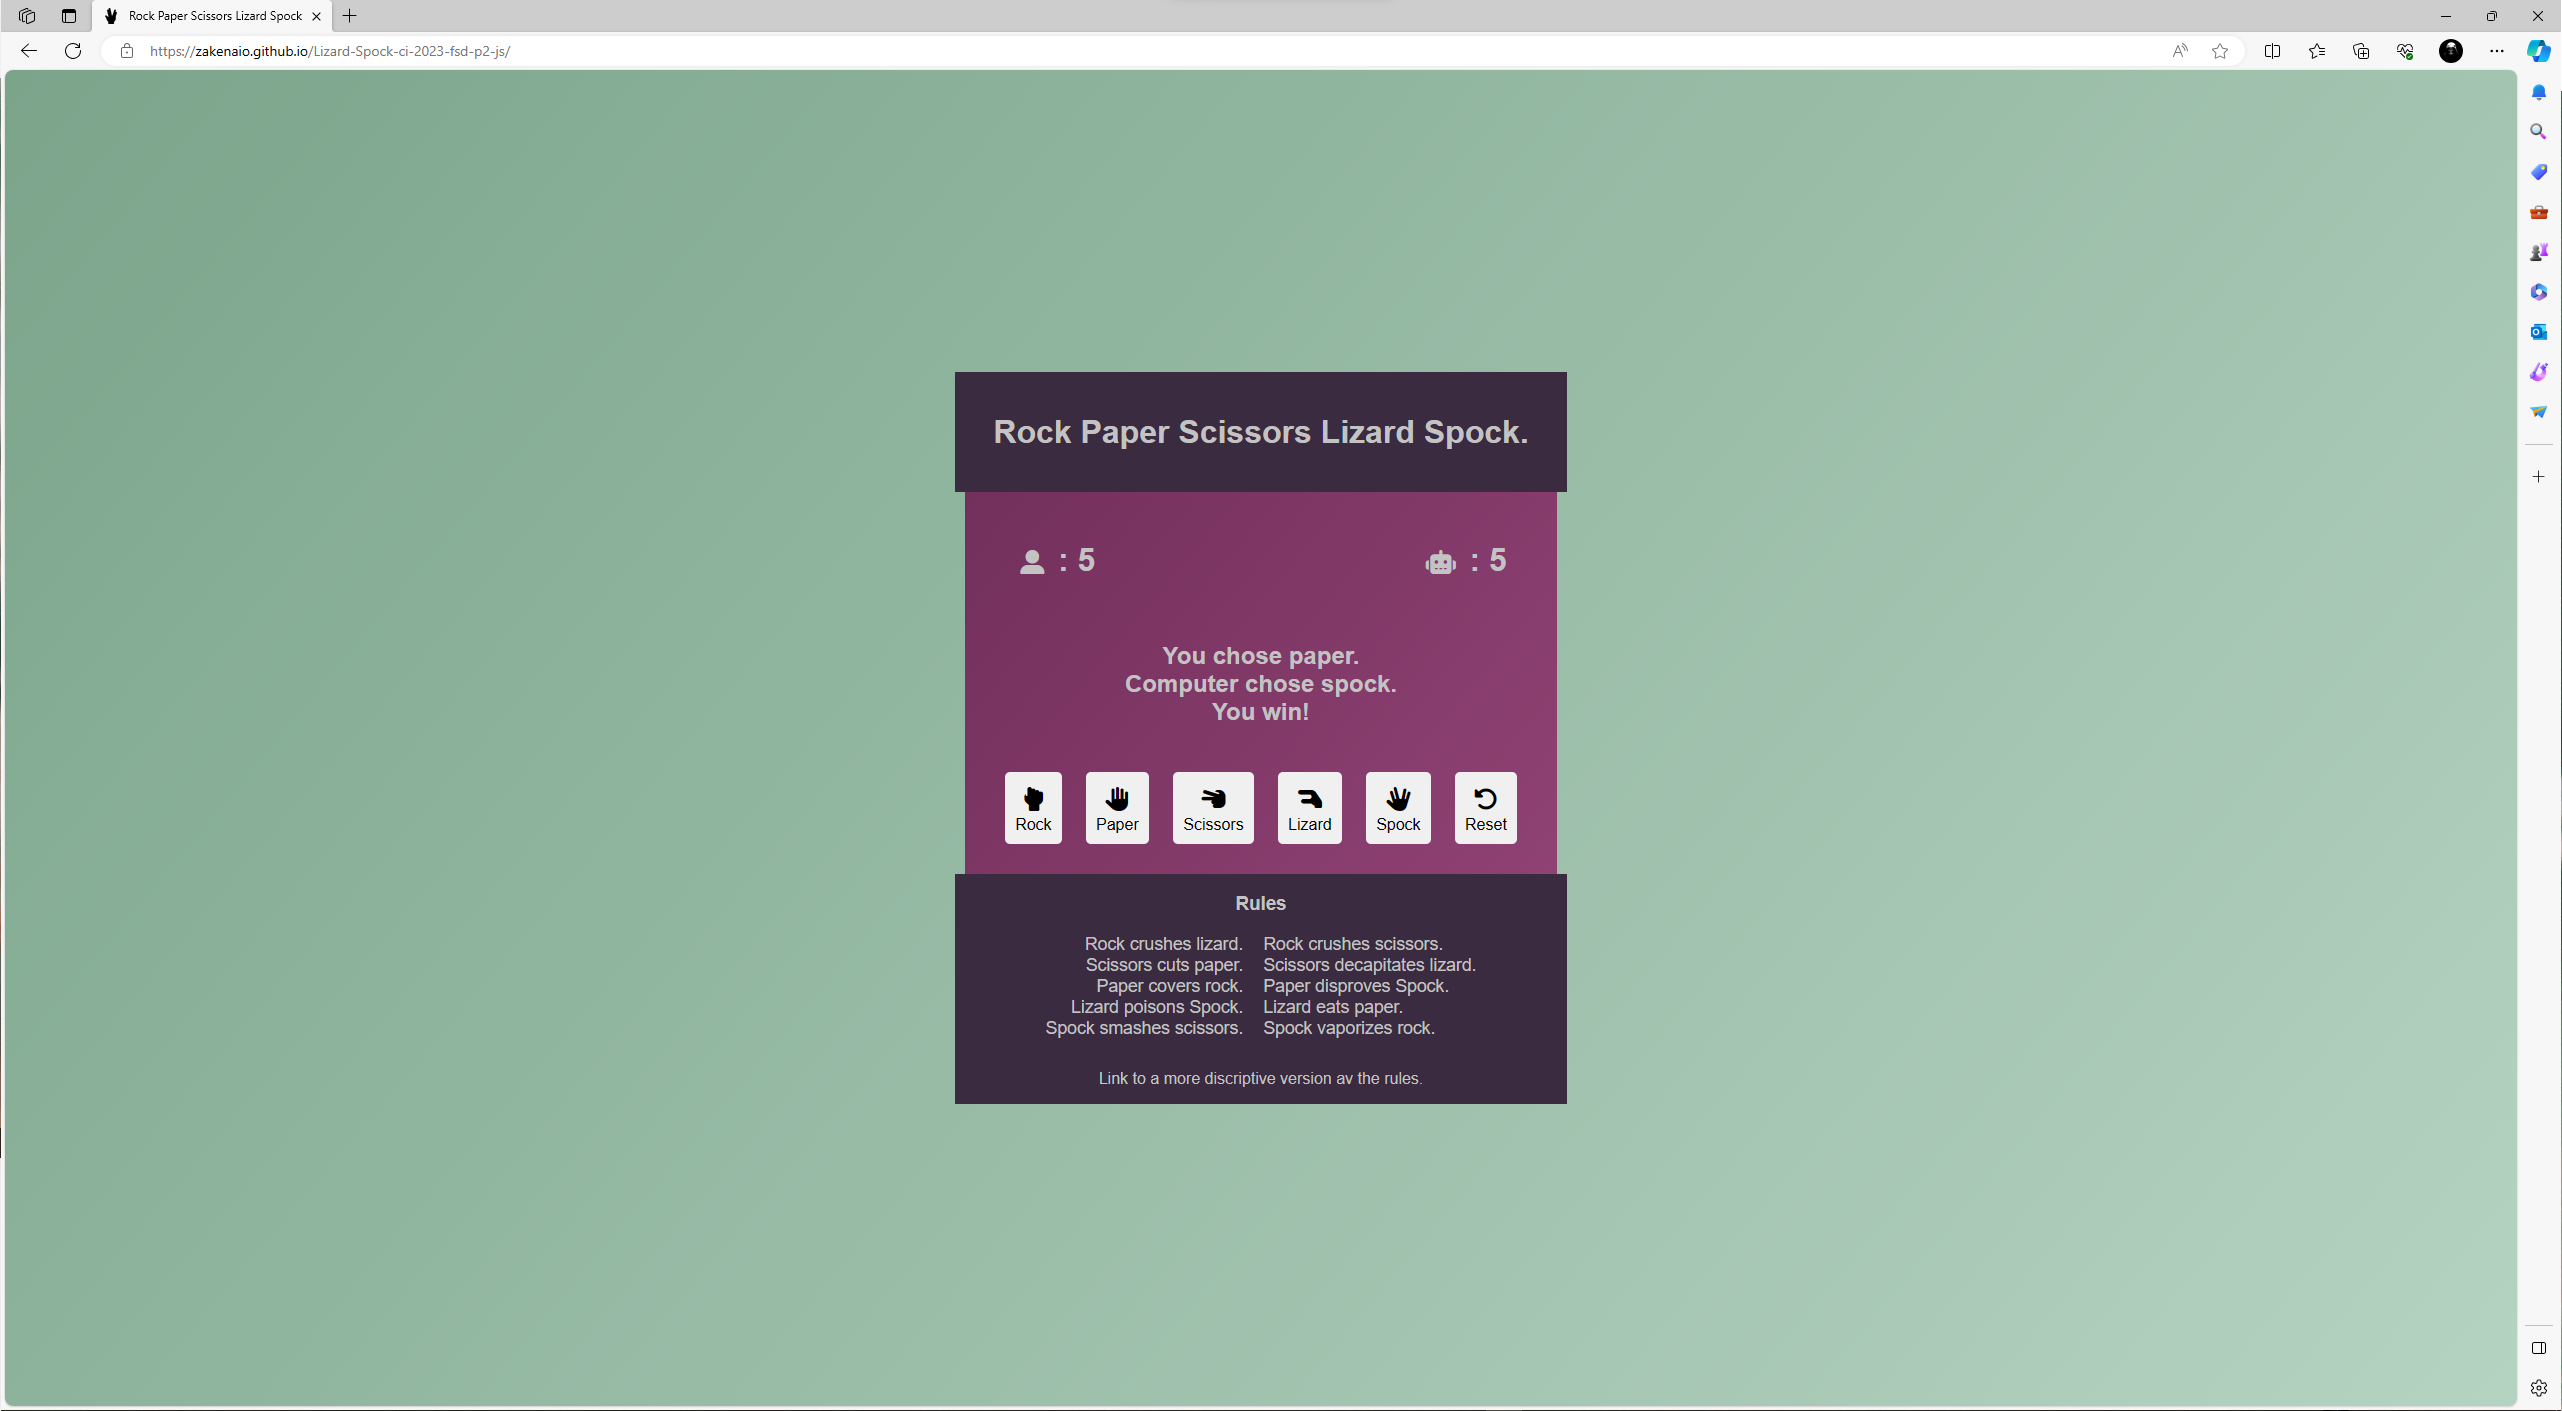 Rock Paper Scissors Lizard Spock
https://zakenaio.github.io/Lizard-Spock-ci-2023-fsd-p2-js/
Rock Paper Scissors Lizard Spock.
: 5
: 5
You chose paper.
Computer chose spock.
You win!
Rock
Paper
Scissors
Lizard
Spock
Reset
Rules
Rock crushes lizard. Rock crushes scissors.
Scissors cuts paper. Scissors decapitates lizard.
Paper covers rock. Paper disproves Spock.
Lizard poisons Spock. Lizard eats paper.
Spock smashes scissors. Spock vaporizes rock.
Link to a more discriptive version av the rules.